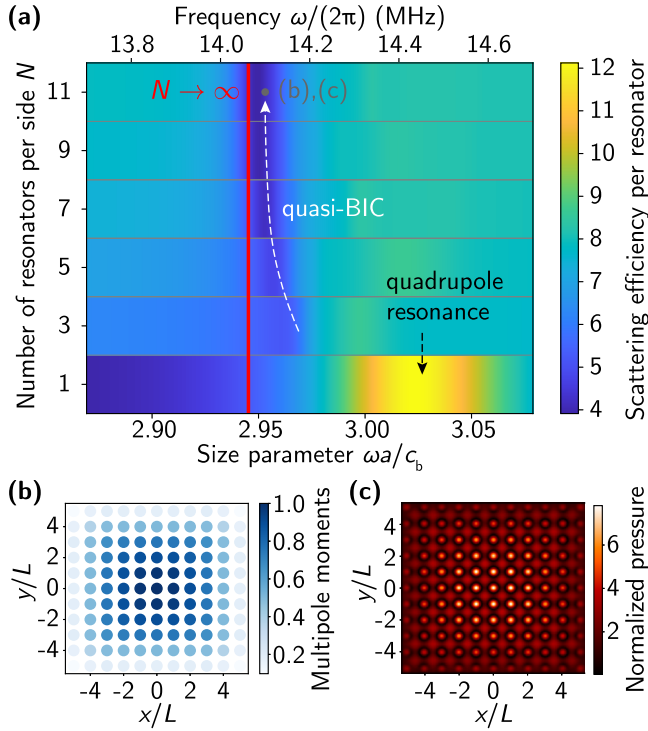 (a)
Frequency ω/(2π) (MHz)
13.8 14.0 14.2 14.4 14.6
Number of resonators per side N
11
9
7
5
3
1
N → ∞
(b),(c)
quasi-BIC
quadrupole
resonance
2.90 2.95 3.00 3.05
Size parameter ωa/c_b
12
11
10
9
8
7
6
5
4
Scattering efficiency per resonator
(b)
y/L
4
2
0
-2
-4
-4 -2 0 2 4
x/L
1.0
0.8
0.6
0.4
0.2
Multipole moments
(c)
y/L
4
2
0
-2
-4
-4 -2 0 2 4
x/L
6
4
2
Normalized pressure